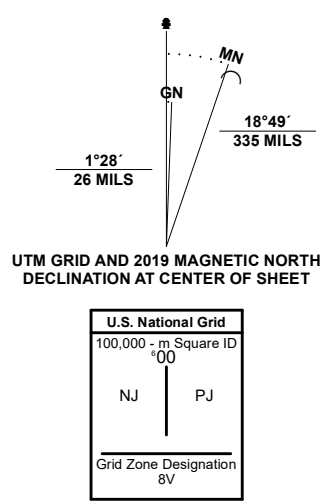 MN
GN
18°49´
335 MILS
1°28´
26 MILS
UTM GRID AND 2019 MAGNETIC NORTH
DECLINATION AT CENTER OF SHEET
U.S. National Grid
100,000 - m Square ID
⁶00
NJ PJ
Grid Zone Designation
8V